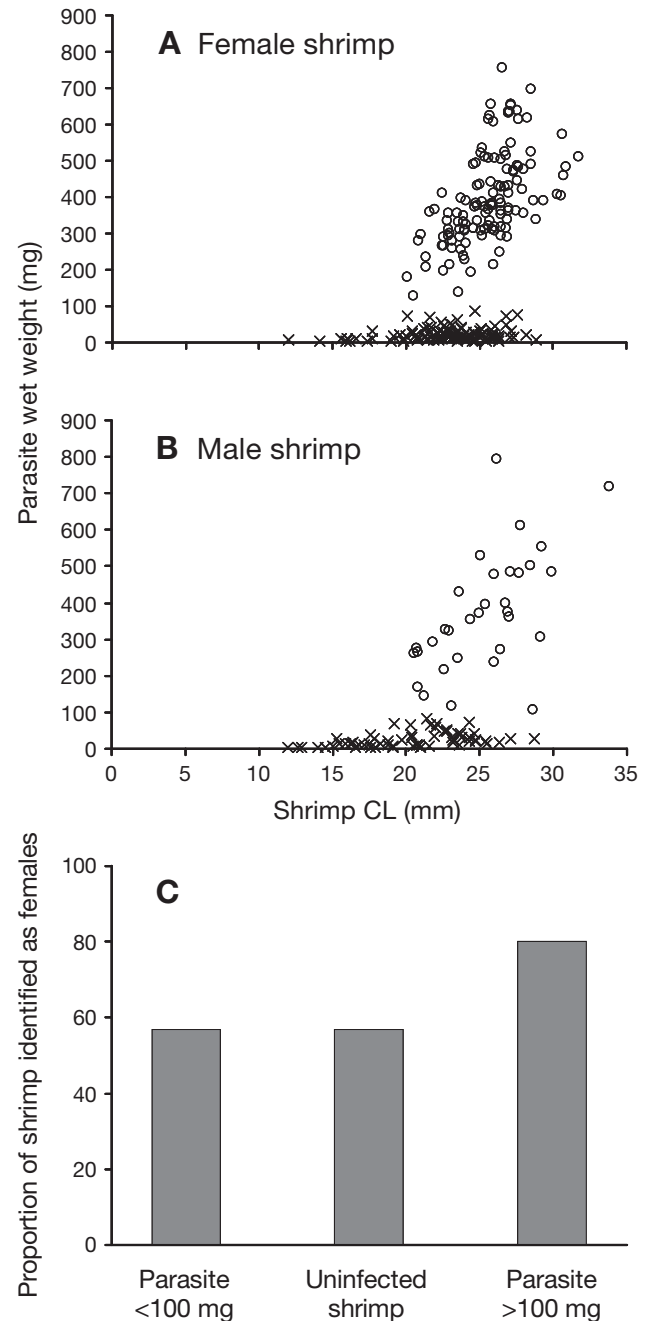 Parasite wet weight (mg)
A Female shrimp
900
800
700
600
500
400
300
200
100
0
B Male shrimp
900
800
700
600
500
400
300
200
100
0
0 5 10 15 20 25 30 35
Shrimp CL (mm)
Proportion of shrimp identified as females
C
100
80
60
40
20
0
Parasite
<100 mg
Uninfected
shrimp
Parasite
>100 mg